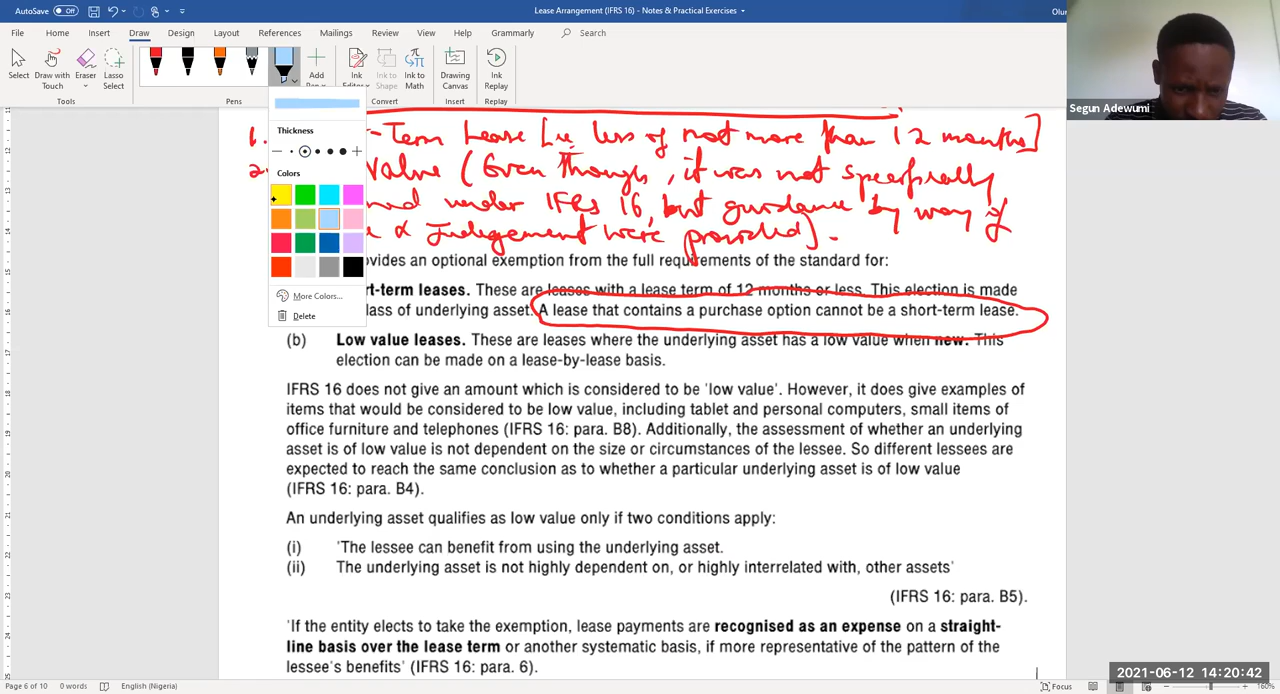 AutoSave Off
Lease Arrangement (IFRS 16) - Notes & Practical Exercises
Olu
File Home Insert Draw Design Layout References Mailings Review View Help Grammarly Search
Select
Draw with Touch
Eraser
Lasso Select
Add
Ink
Ink to Shape
Ink to Math
Drawing Canvas
Ink Replay
Tools Pens Convert Insert Replay
Segun Adewumi
Thickness
Colors
More Colors...
Delete
1. -Term Lease [ie less of not more than 12 months]
2. Value (Even Though, it was not specifically
under IFRS 16, but guidance by way of
& Judgement were provided).
vides an optional exemption from the full requirements of the standard for:
rt-term leases. These are leases with a lease term of 12 months or less. This election is made
lass of underlying asset. A lease that contains a purchase option cannot be a short-term lease.
(b) Low value leases. These are leases where the underlying asset has a low value when new. This
election can be made on a lease-by-lease basis.
IFRS 16 does not give an amount which is considered to be 'low value'. However, it does give examples of
items that would be considered to be low value, including tablet and personal computers, small items of
office furniture and telephones (IFRS 16: para. B8). Additionally, the assessment of whether an underlying
asset is of low value is not dependent on the size or circumstances of the lessee. So different lessees are
expected to reach the same conclusion as to whether a particular underlying asset is of low value
(IFRS 16: para. B4).
An underlying asset qualifies as low value only if two conditions apply:
(i) 'The lessee can benefit from using the underlying asset.
(ii) The underlying asset is not highly dependent on, or highly interrelated with, other assets'
(IFRS 16: para. B5).
'If the entity elects to take the exemption, lease payments are recognised as an expense on a straight-
line basis over the lease term or another systematic basis, if more representative of the pattern of the
lessee's benefits' (IFRS 16: para. 6).
2021-06-12 14:20:42
Page 6 of 10 0 words English (Nigeria) Focus 160%